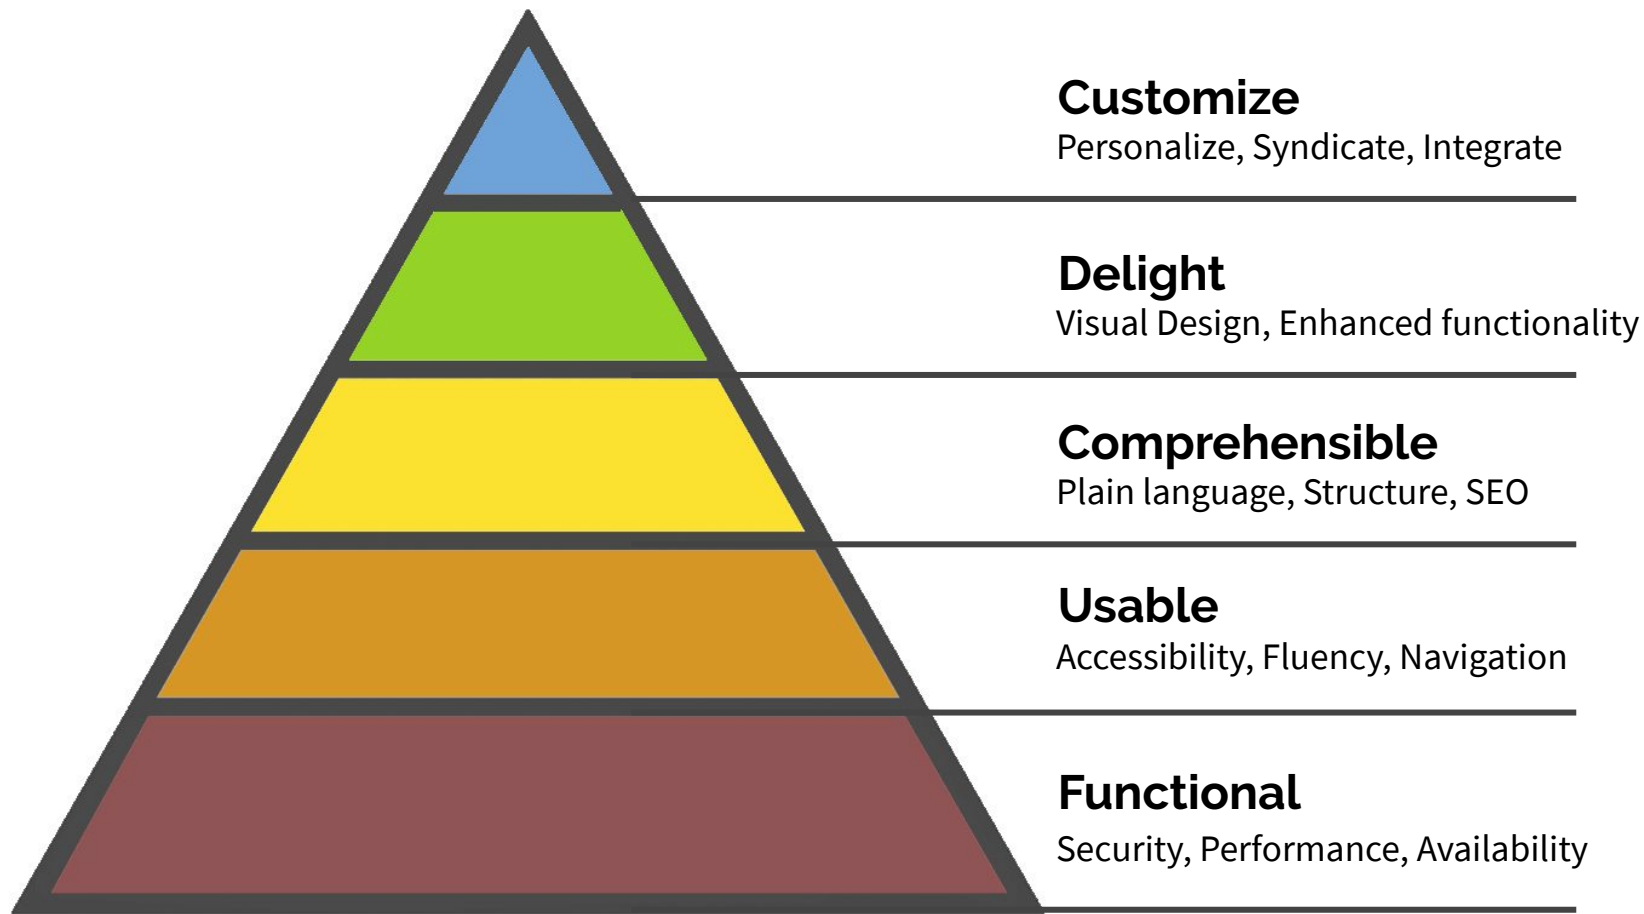 Customize
Personalize, Syndicate, Integrate
Delight
Visual Design, Enhanced functionality
Comprehensible
Plain language, Structure, SEO
Usable
Accessibility, Fluency, Navigation
Functional
Security, Performance, Availability